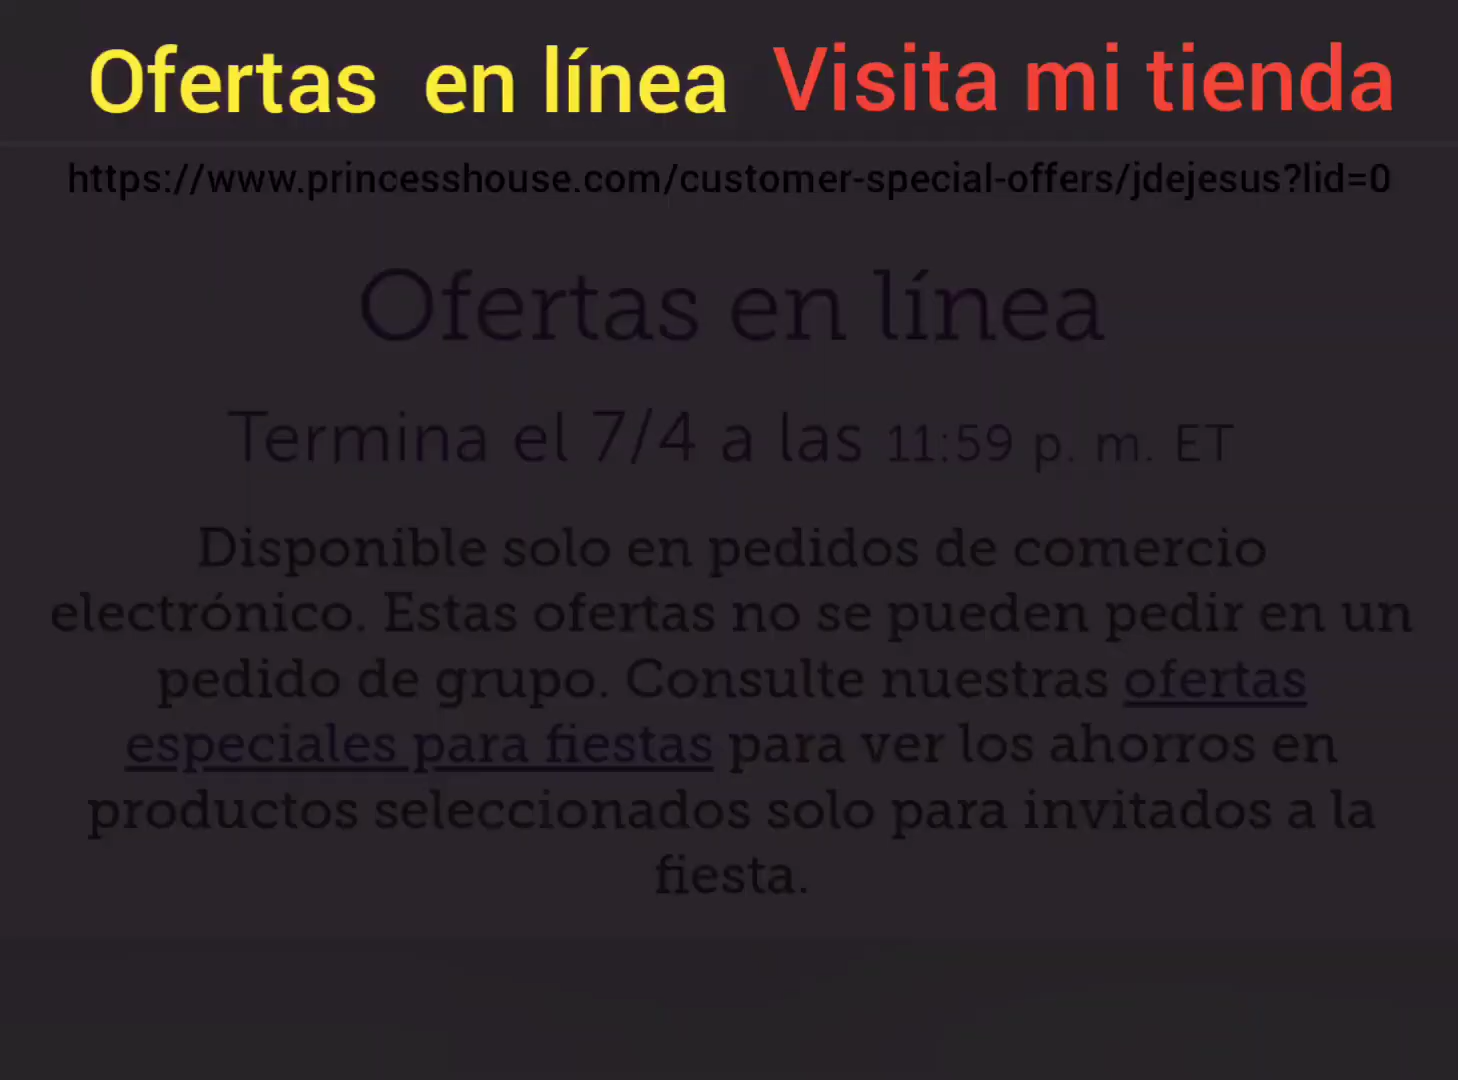 Ofertas en línea Visita mi tienda
https://www.princesshouse.com/customer-special-offers/jdejesus?lid=0
Ofertas en línea
Termina el 7/4 a las 11:59 p. m. ET
Disponible solo en pedidos de comercio
electrónico. Estas ofertas no se pueden pedir en un
pedido de grupo. Consulte nuestras ofertas
especiales para fiestas para ver los ahorros en
productos seleccionados solo para invitados a la
fiesta.